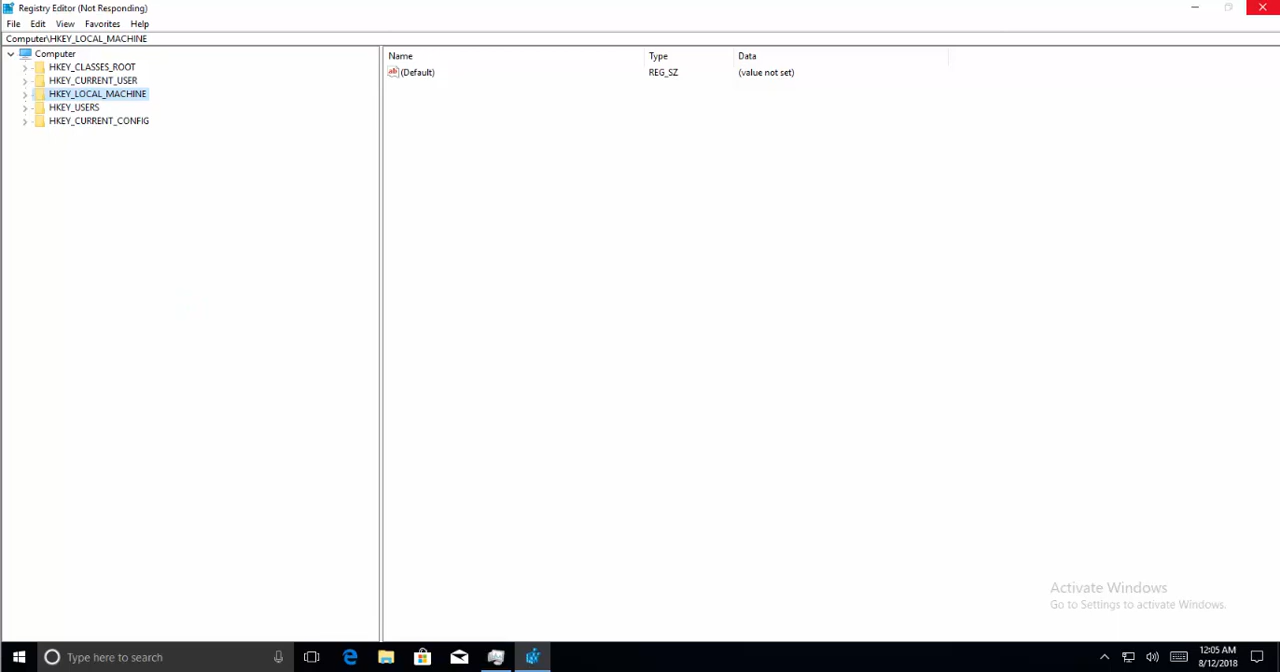 Registry Editor (Not Responding)
File Edit View Favorites Help
Computer\HKEY_LOCAL_MACHINE
Computer
HKEY_CLASSES_ROOT
HKEY_CURRENT_USER
HKEY_LOCAL_MACHINE
HKEY_USERS
HKEY_CURRENT_CONFIG
Name Type Data
ab (Default) REG_SZ (value not set)
Activate Windows
Go to Settings to activate Windows.
Type here to search
12:05 AM
8/12/2018